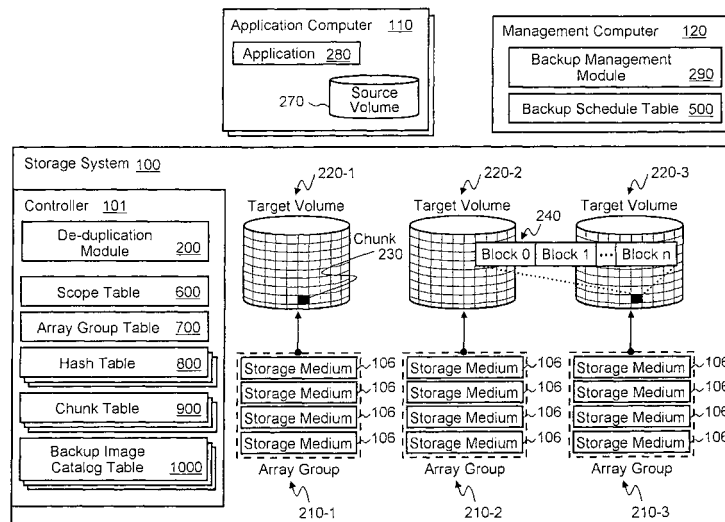 Application Computer 110
Application 280
270
Source
Volume
Management Computer 120
Backup Management
Module 290
Backup Schedule Table 500
Storage System 100
Controller 101
De-duplication
Module 200
Scope Table 600
Array Group Table 700
Hash Table 800
Chunk Table 900
Backup Image
Catalog Table 1000
220-1
Target Volume
Chunk
230
220-2
Target Volume
240
Block 0 Block 1 ... Block n
220-3
Target Volume
Storage Medium 106
Storage Medium 106
Storage Medium 106
Storage Medium 106
Array Group
210-1
Storage Medium 106
Storage Medium 106
Storage Medium 106
Storage Medium 106
Array Group
210-2
Storage Medium 106
Storage Medium 106
Storage Medium 106
Storage Medium 106
Array Group
210-3